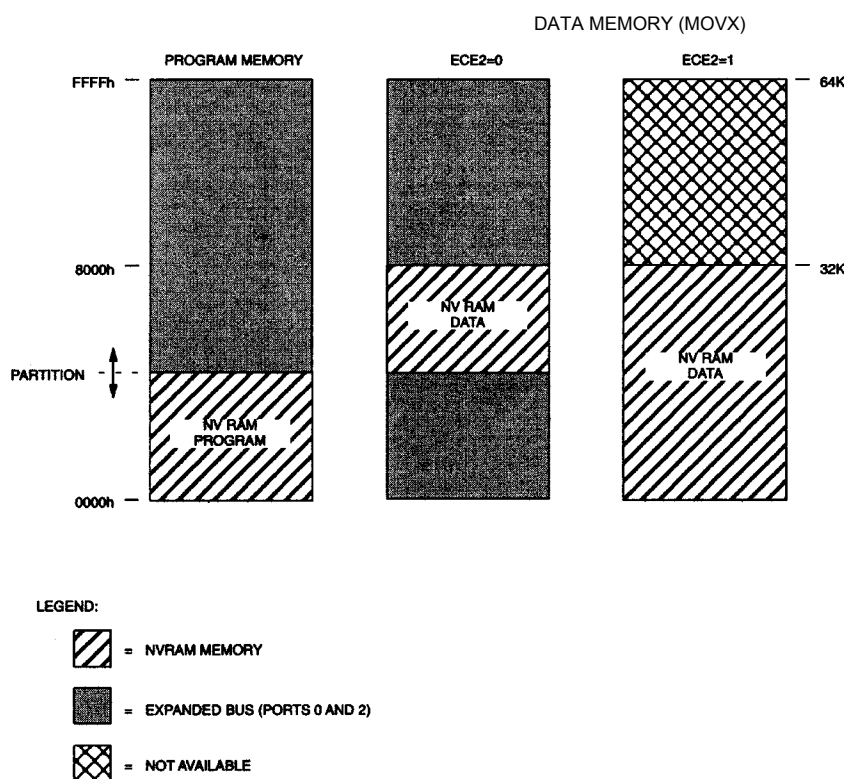 DATA MEMORY (MOVX)
PROGRAM MEMORY ECE2=0 ECE2=1
FFFFh 64K
8000h 32K
NV RAM
DATA
NV RAM
DATA
PARTITION
NV RAM
PROGRAM
0000h
LEGEND:
= NVRAM MEMORY
= EXPANDED BUS (PORTS 0 AND 2)
= NOT AVAILABLE